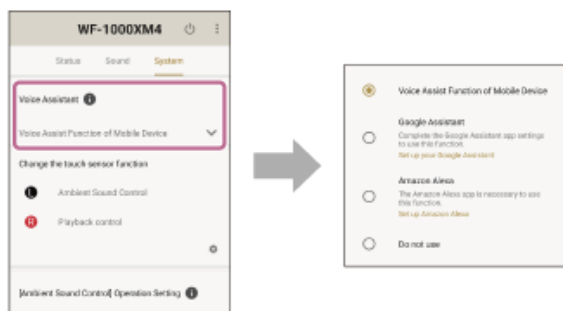 WF-1000XM4
Status Sound System
Voice Assistant
Voice Assist Function of Mobile Device
Change the touch sensor function
L Ambient Sound Control
R Playback control
[Ambient Sound Control] Operation Setting
Voice Assist Function of Mobile Device
Google Assistant
Complete the Google Assistant app settings
to use this function.
Set up your Google Assistant
Amazon Alexa
The Amazon Alexa app is necessary to use
this function.
Set up Amazon Alexa
Do not use